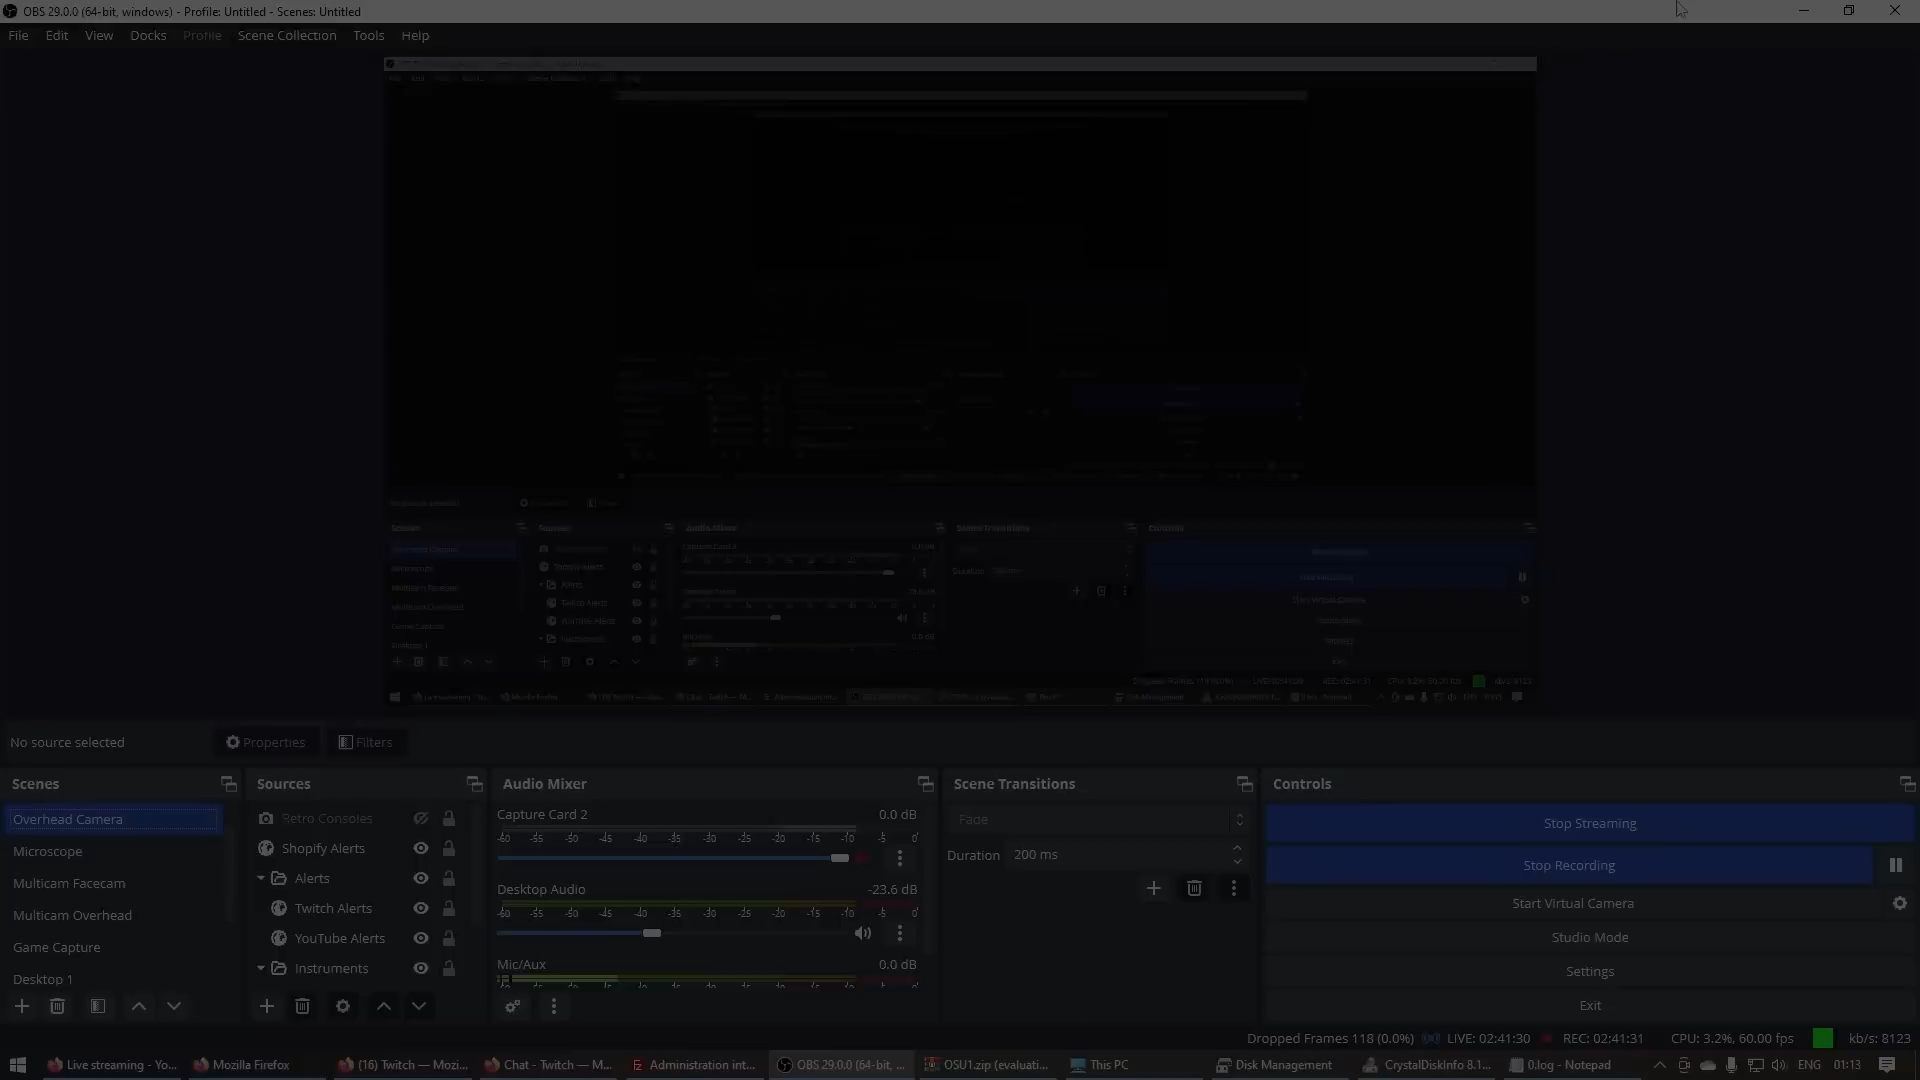 OBS 29.0.0 (64-bit, windows) - Profile: Untitled - Scenes: Untitled
File Edit View Docks Profile Scene Collection Tools Help
No source selected Properties Filters
Scenes
Overhead Camera
Microscope
Multicam Facecam
Multicam Overhead
Game Capture
Desktop 1
Sources
Retro Consoles
Shopify Alerts
Alerts
Twitch Alerts
YouTube Alerts
Instruments
Audio Mixer
Capture Card 2 0.0 dB
-60 -55 -50 -45 -40 -35 -30 -25 -20 -15 -10 -5 0
Desktop Audio -23.6 dB
-60 -55 -50 -45 -40 -35 -30 -25 -20 -15 -10 -5 0
Mic/Aux 0.0 dB
Scene Transitions
Fade
Duration 200 ms
Controls
Stop Streaming
Stop Recording
Start Virtual Camera
Studio Mode
Settings
Exit
Dropped Frames 118 (0.0%) LIVE: 02:41:30 REC: 02:41:31 CPU: 3.2%, 60.00 fps kb/s: 8123
Live streaming - Yo... Mozilla Firefox (16) Twitch — Mozi... Chat - Twitch — M... Administration int... OBS 29.0.0 (64-bit, ... OSU1.zip (evaluati... This PC Disk Management CrystalDiskInfo 8.1... 0.log - Notepad ENG 01:13